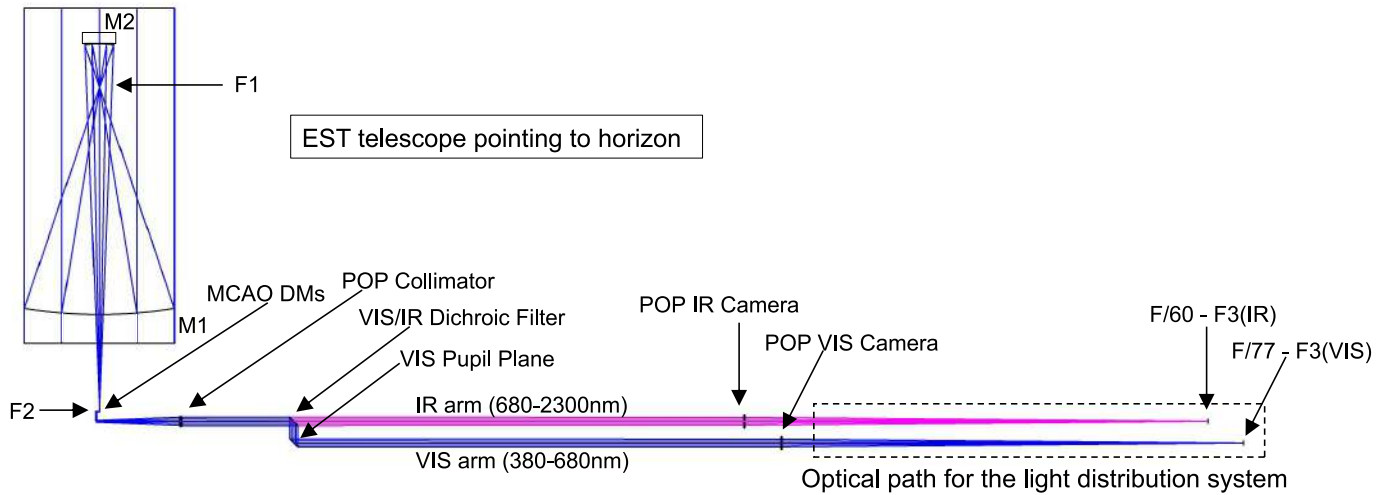 M2
F1
EST telescope pointing to horizon
MCAO DMs
POP Collimator
M1
VIS/IR Dichroic Filter
VIS Pupil Plane
POP IR Camera
POP VIS Camera
F/60 - F3(IR)
F/77 - F3(VIS)
F2
IR arm (680-2300nm)
VIS arm (380-680nm)
Optical path for the light distribution system